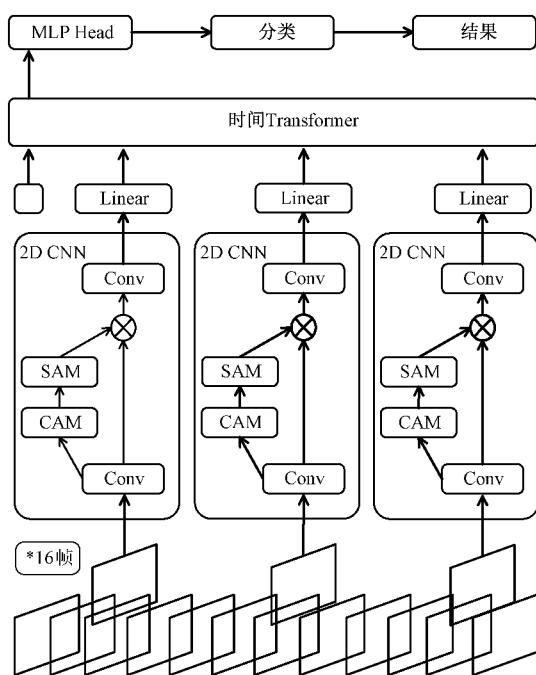 MLP Head
分类
结果
时间Transformer
Linear
Linear
Linear
2D CNN
2D CNN
2D CNN
Conv
Conv
Conv
SAM
SAM
SAM
CAM
CAM
CAM
Conv
Conv
Conv
*16帧